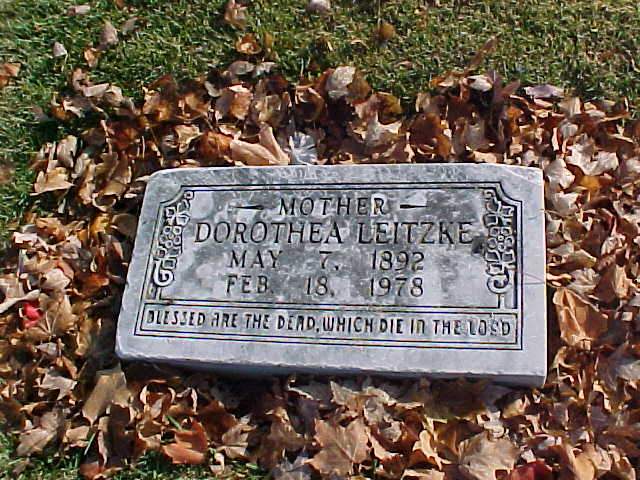 MOTHER
DOROTHEA LEITZKE
MAY 7, 1892
FEB 18, 1978
BLESSED ARE THE DEAD, WHICH DIE IN THE LORD